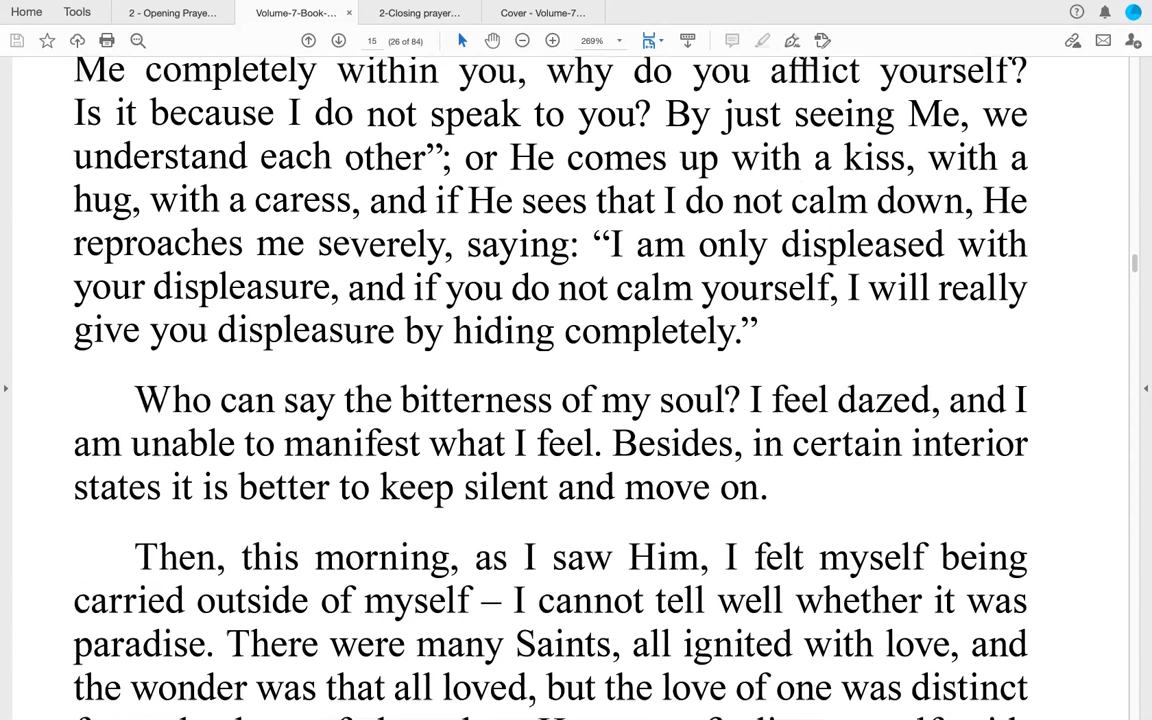 Home Tools 2 - Opening Praye... Volume-7-Book-... × 2-Closing prayer... Cover - Volume-7...
15 (26 of 84) 269%
Me completely within you, why do you afflict yourself?
Is it because I do not speak to you? By just seeing Me, we
understand each other”; or He comes up with a kiss, with a
hug, with a caress, and if He sees that I do not calm down, He
reproaches me severely, saying: “I am only displeased with
your displeasure, and if you do not calm yourself, I will really
give you displeasure by hiding completely.”
Who can say the bitterness of my soul? I feel dazed, and I
am unable to manifest what I feel. Besides, in certain interior
states it is better to keep silent and move on.
Then, this morning, as I saw Him, I felt myself being
carried outside of myself – I cannot tell well whether it was
paradise. There were many Saints, all ignited with love, and
the wonder was that all loved, but the love of one was distinct